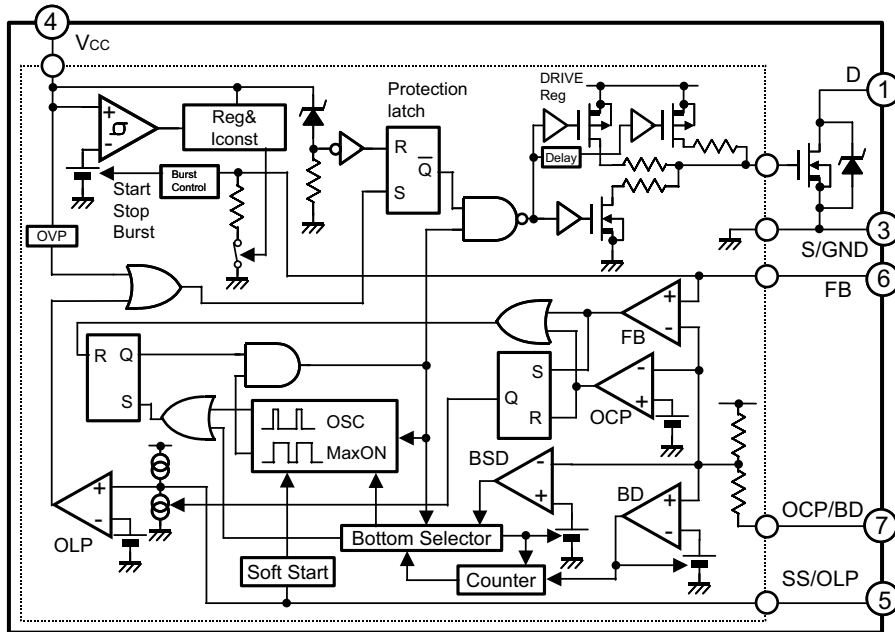 4
VCC
D
1
Protection
latch
DRIVE
Reg
+
-
Reg&
Iconst
R
Q
S
Delay
Burst
Control
Start
Stop
Burst
OVP
3
S/GND
6
FB
+
-
FB
R
Q
S
S
Q
R
-
+
OCP
OSC
MaxON
BSD
-
+
BD
+
-
OCP/BD
7
+
-
OLP
Bottom Selector
Soft Start
Counter
SS/OLP
5